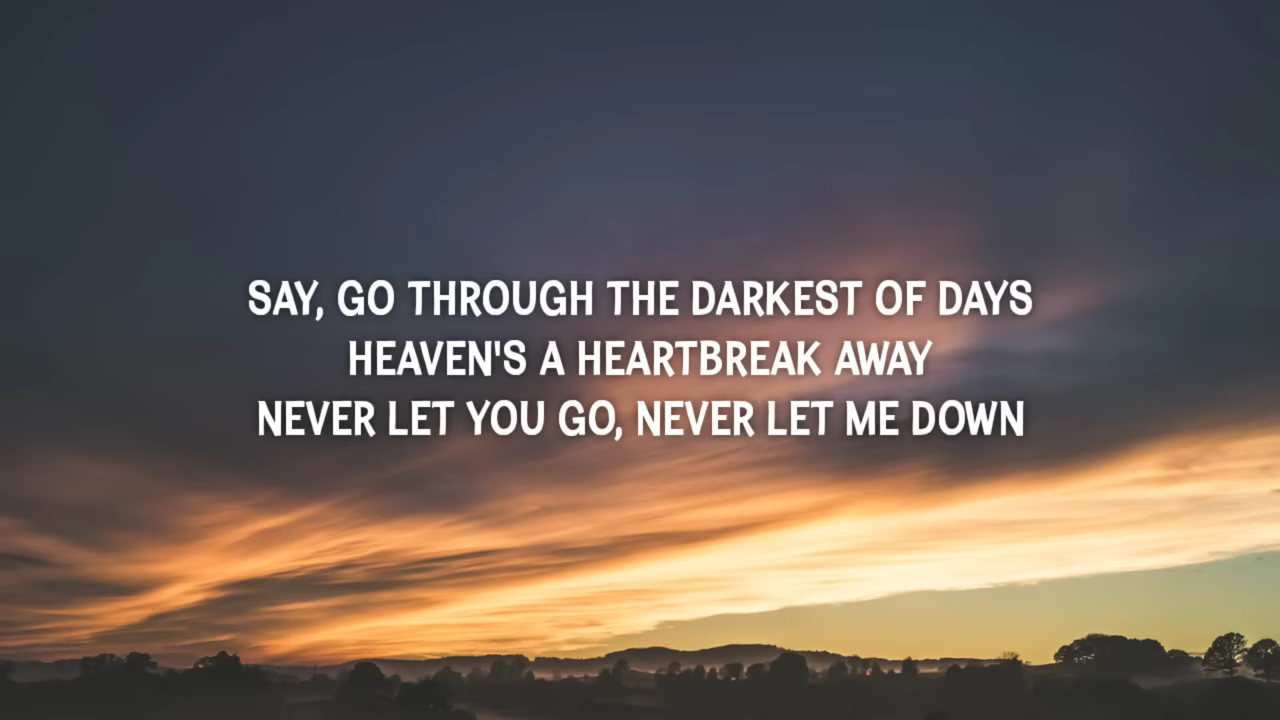 SAY, GO THROUGH THE DARKEST OF DAYS
HEAVEN'S A HEARTBREAK AWAY
NEVER LET YOU GO, NEVER LET ME DOWN